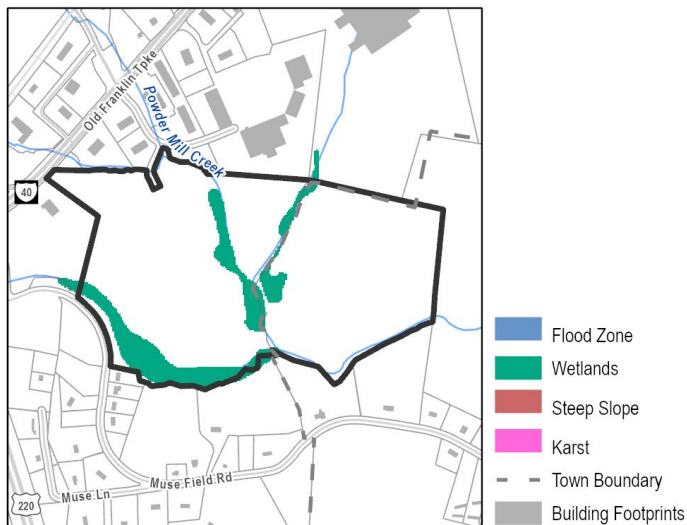 Old Franklin Tpke
Powder Mill Creek
40
Muse Field Rd
Muse Ln
220
Flood Zone
Wetlands
Steep Slope
Karst
Town Boundary
Building Footprints